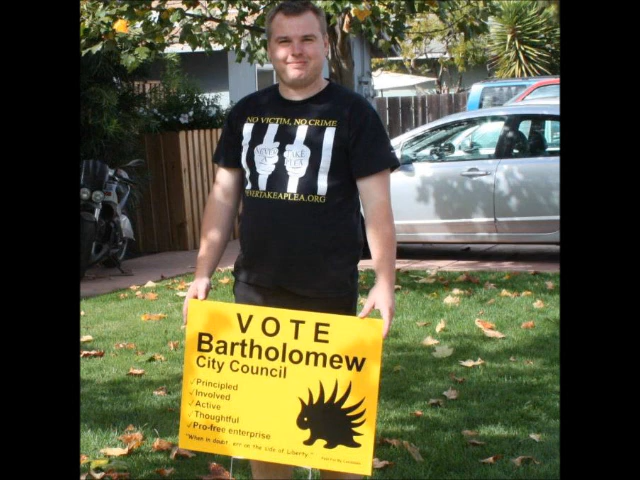 NO VICTIM, NO CRIME
NEVER TAKE
A PLEA
NEVERTAKEAPLEA.ORG
VOTE
Bartholomew
City Council
✓Principled
✓Involved
✓Active
✓Thoughtful
✓Pro-free enterprise
"When in doubt, err on the side of Liberty."